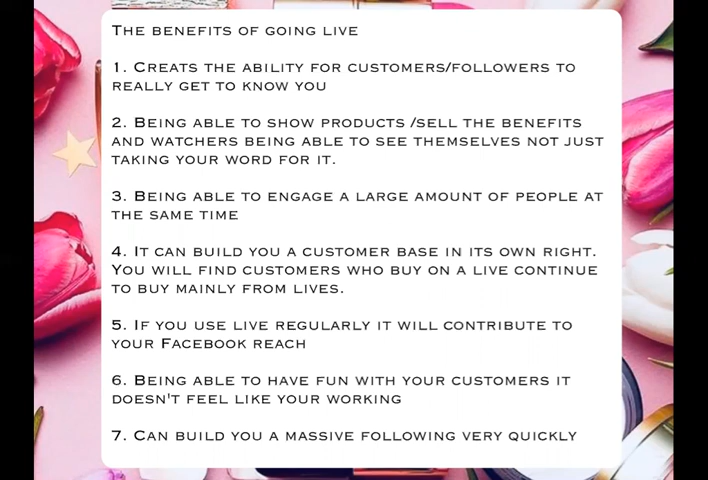 The benefits of going live
1. Creats the ability for customers/followers to
really get to know you
2. Being able to show products /sell the benefits
and watchers being able to see themselves not just
taking your word for it.
3. Being able to engage a large amount of people at
the same time
4. It can build you a customer base in its own right.
You will find customers who buy on a live continue
to buy mainly from lives.
5. If you use live regularly it will contribute to
your Facebook reach
6. Being able to have fun with your customers it
doesn't feel like your working
7. Can build you a massive following very quickly